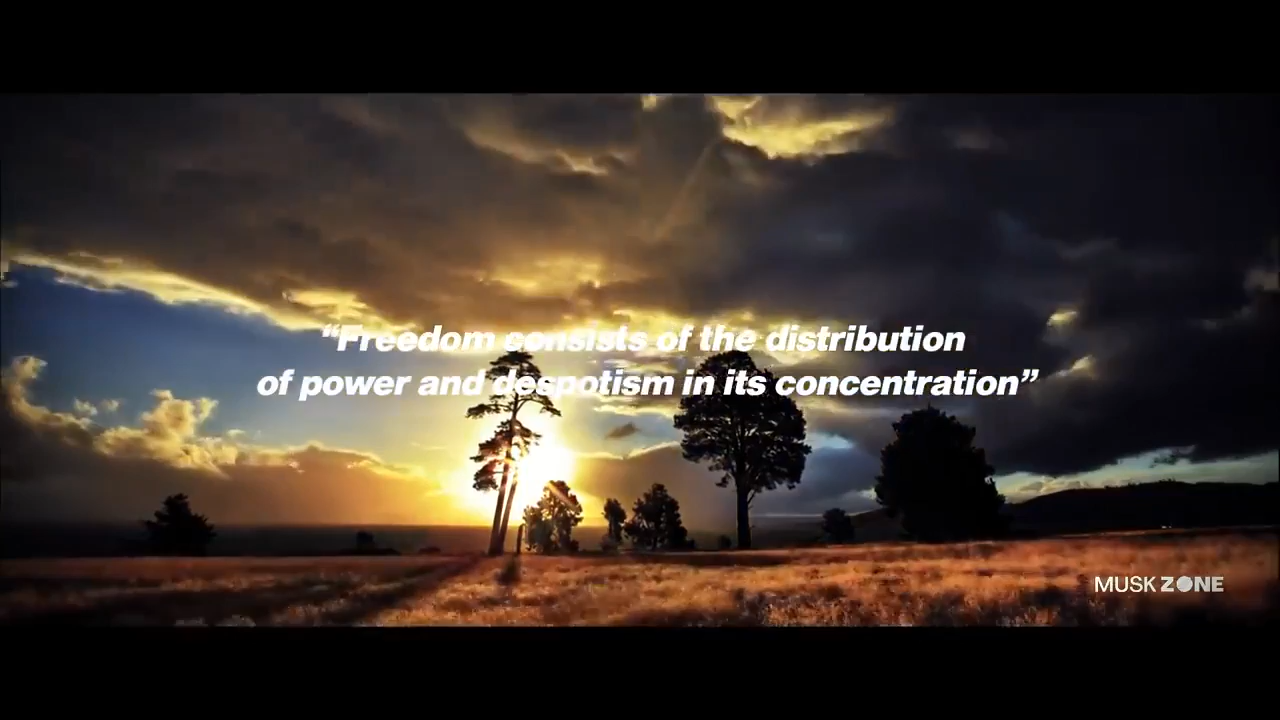 “Freedom consists of the distribution
of power and despotism in its concentration”
MUSK ZONE